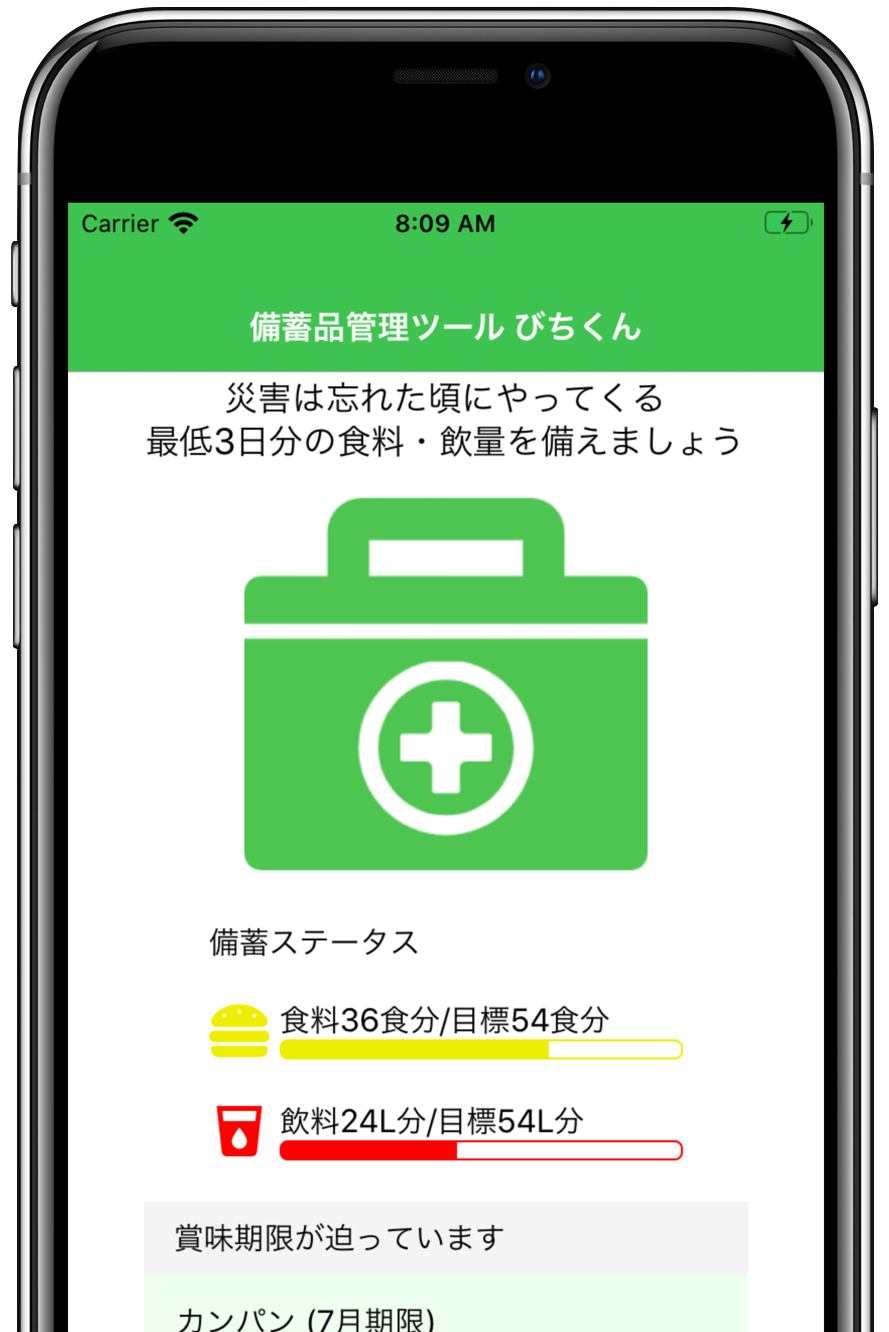 Carrier 8:09 AM
備蓄品管理ツール びちくん
災害は忘れた頃にやってくる
最低3日分の食料・飲量を備えましょう
備蓄ステータス
食料36食分/目標54食分
飲料24L分/目標54L分
賞味期限が迫っています
カンパン (7月期限)